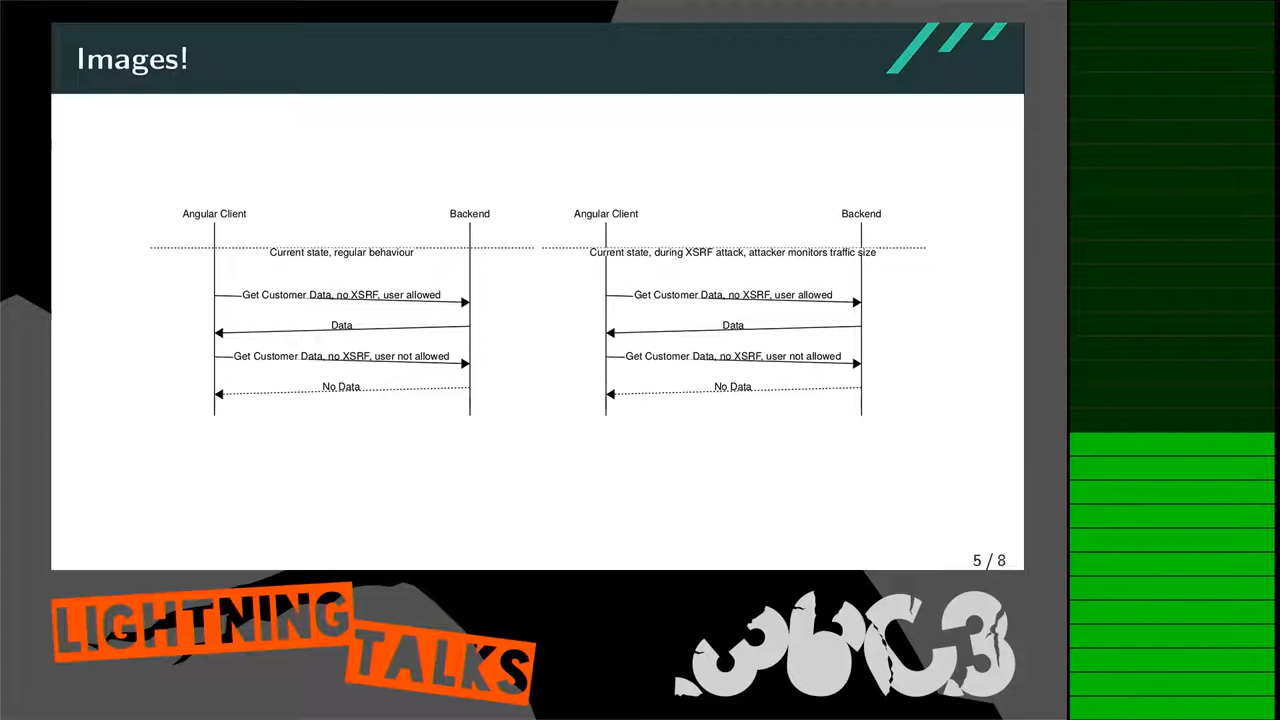 Images!
Angular Client
Backend
Current state, regular behaviour
Get Customer Data, no XSRF, user allowed
Data
Get Customer Data, no XSRF, user not allowed
No Data
Angular Client
Backend
Current state, during XSRF attack, attacker monitors traffic size
Get Customer Data, no XSRF, user allowed
Data
Get Customer Data, no XSRF, user not allowed
No Data
5 / 8
LIGHTNING
TALKS
36C3